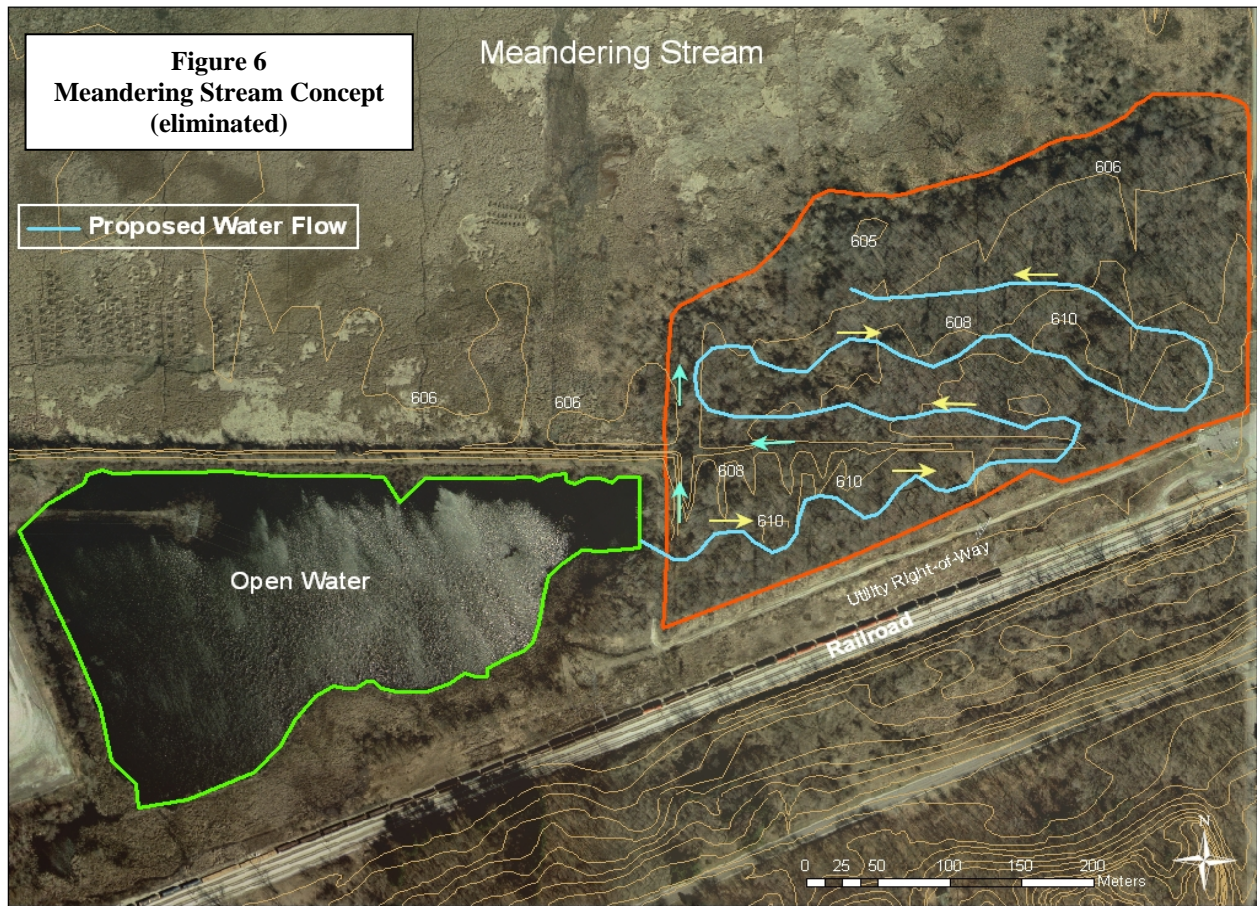 Figure 6
Meandering Stream Concept
(eliminated)
Meandering Stream
Proposed Water Flow
606
605
608
610
606
606
608
610
610
Open Water
Utility Right-of-Way
Railroad
N
0 25 50 100 150 200
Meters